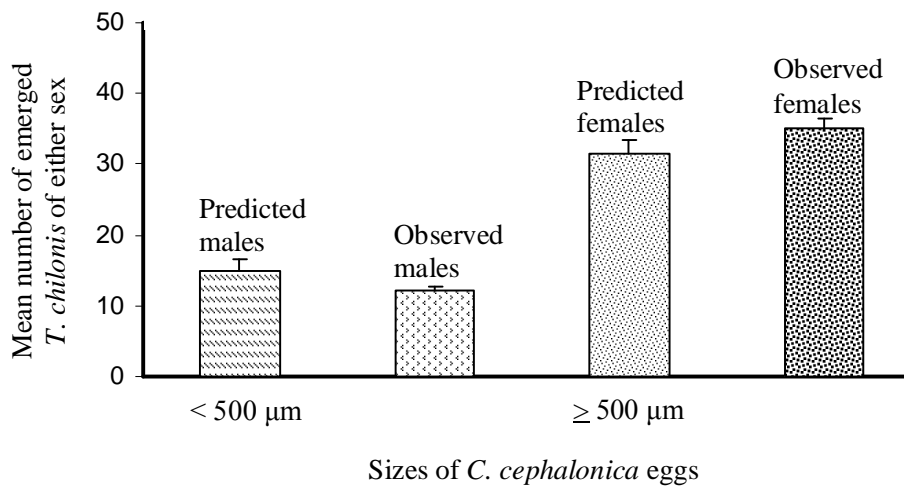 Mean number of emerged
T. chilonis of either sex
50
40
30
20
10
0
Predicted
males
Observed
males
Predicted
females
Observed
females
< 500 μm
≥ 500 μm
Sizes of C. cephalonica eggs